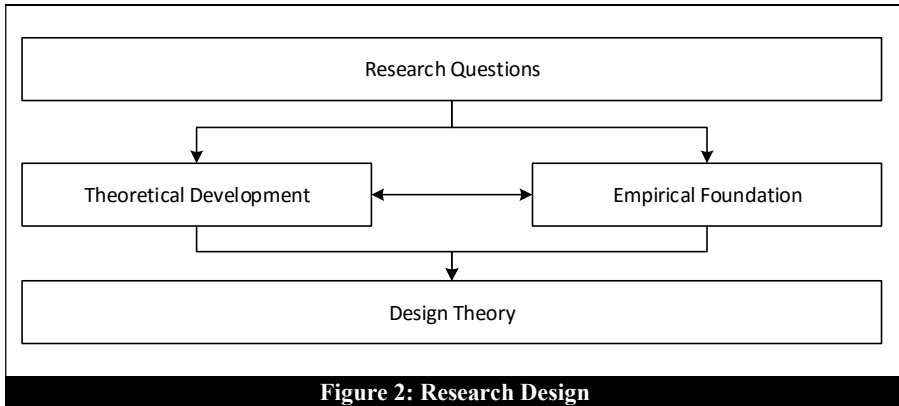 Research Questions
Theoretical Development
Empirical Foundation
Design Theory
Figure 2: Research Design